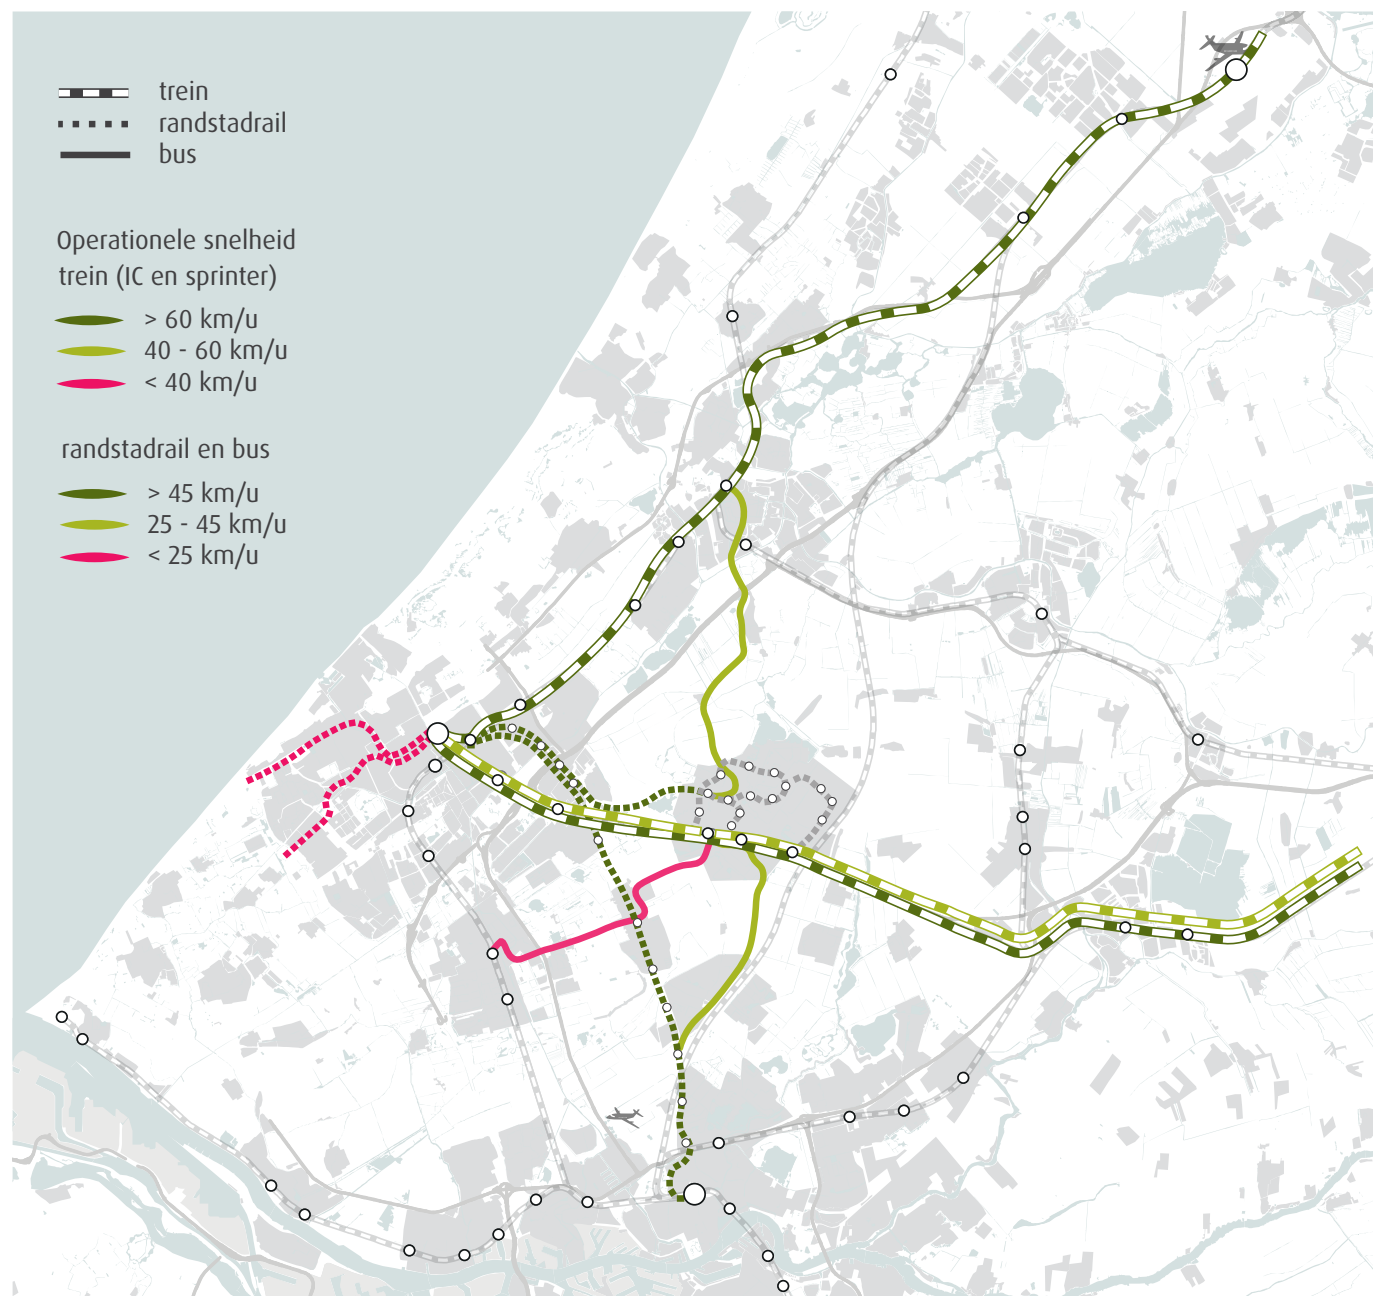 trein
randstadrail
bus
Operationele snelheid
trein (IC en sprinter)
> 60 km/u
40 - 60 km/u
< 40 km/u
randstadrail en bus
> 45 km/u
25 - 45 km/u
< 25 km/u